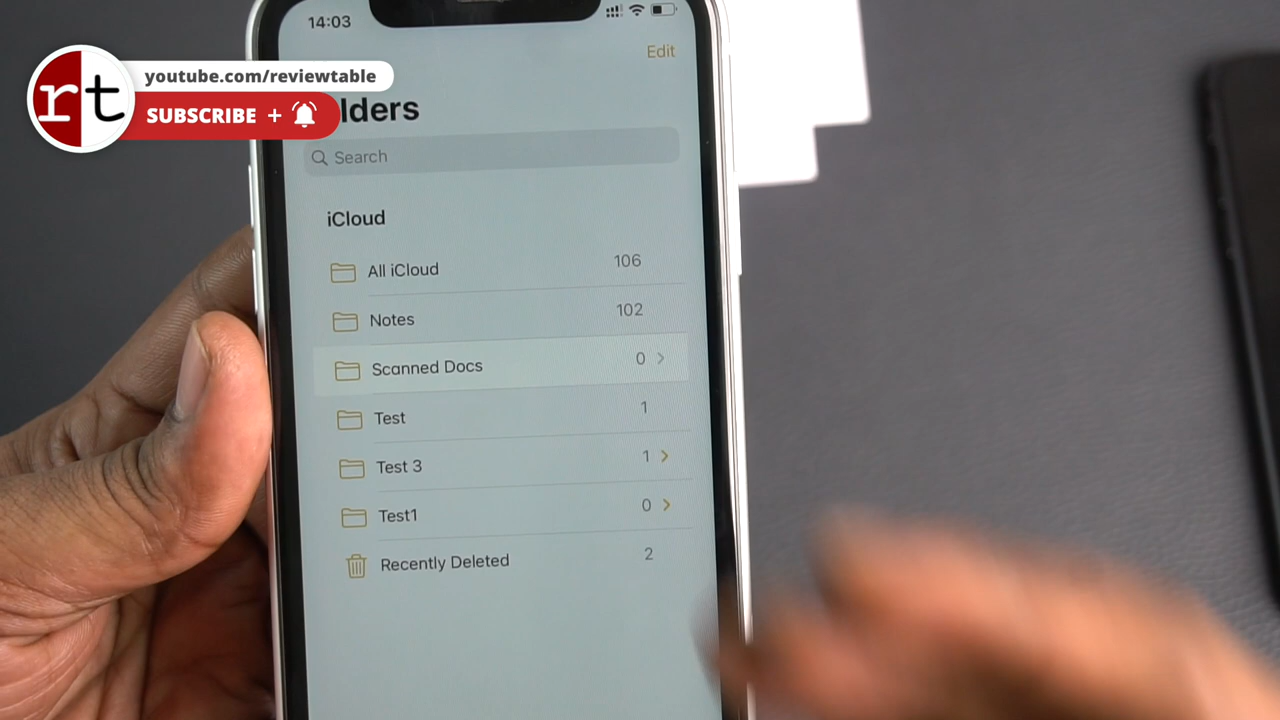 14:03
Edit
rt
youtube.com/reviewtable
SUBSCRIBE +
lders
Search
iCloud
All iCloud 106
Notes 102
Scanned Docs 0
Test 1
Test 3 1
Test1 0
Recently Deleted 2